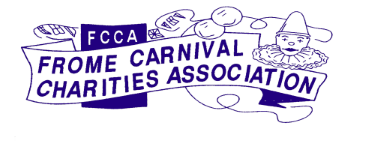 FCCA
FROME CARNIVAL
CHARITIES ASSOCIATION